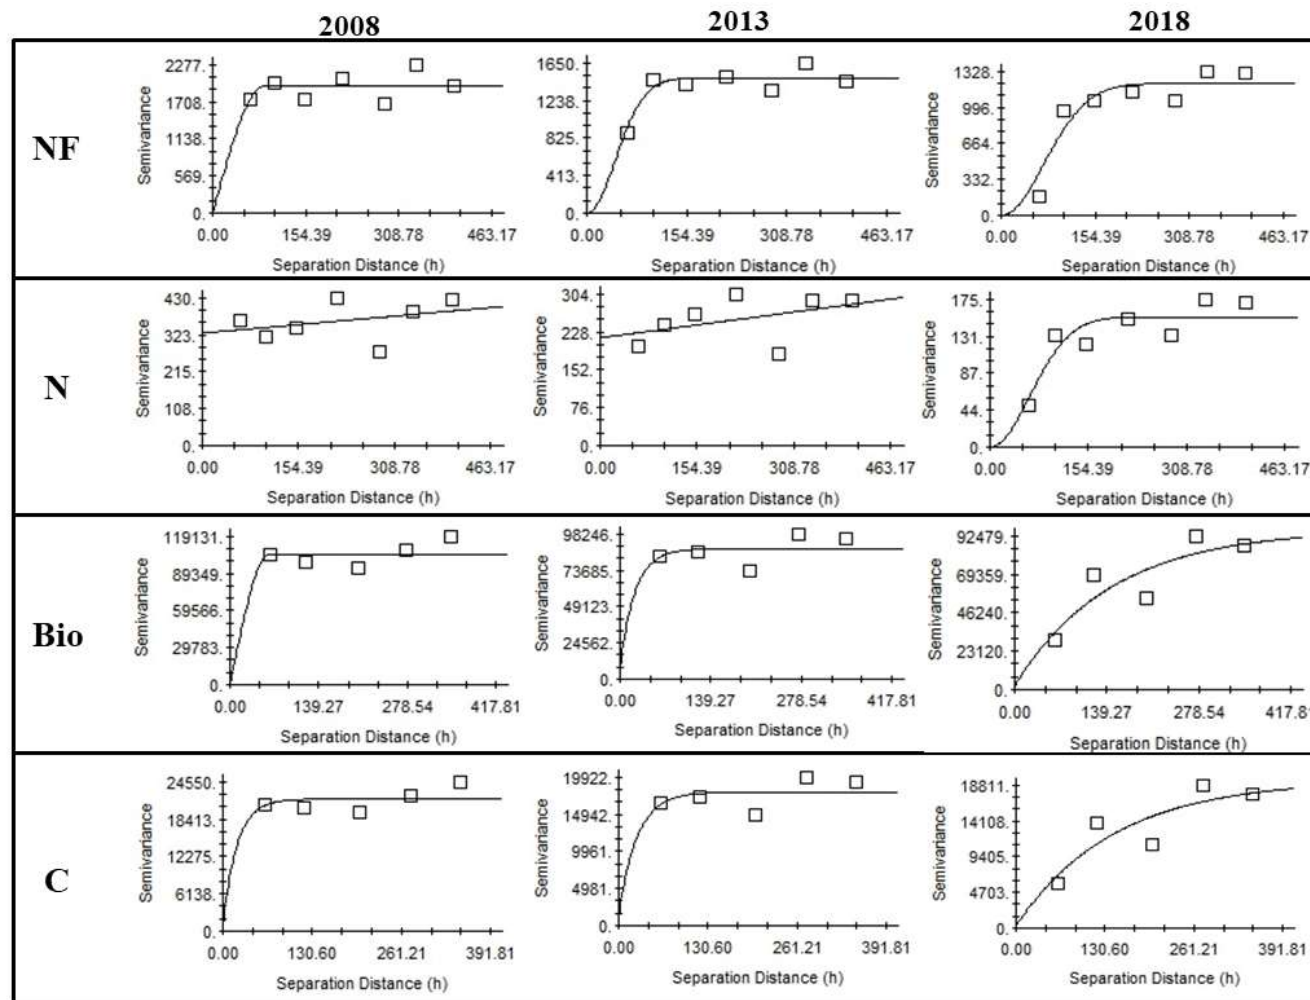 2008 2013 2018
NF
Semivariance
2277.
1708.
1138.
569.
0.
0.00 154.39 308.78 463.17
Separation Distance (h)
Semivariance
1650.
1238.
825.
413.
0.
0.00 154.39 308.78 463.17
Separation Distance (h)
Semivariance
1328.
996.
664.
332.
0.
0.00 154.39 308.78 463.17
Separation Distance (h)
N
Semivariance
430.
323.
215.
108.
0.
0.00 154.39 308.78 463.17
Separation Distance (h)
Semivariance
304.
228.
152.
76.
0.
0.00 154.39 308.78 463.17
Separation Distance (h)
Semivariance
175.
131.
87.
44.
0.
0.00 154.39 308.78 463.17
Separation Distance (h)
Bio
Semivariance
119131.
89349.
59566.
29783.
0.
0.00 139.27 278.54 417.81
Separation Distance (h)
Semivariance
98246.
73685.
49123.
24562.
0.
0.00 139.27 278.54 417.81
Separation Distance (h)
Semivariance
92479.
69359.
46240.
23120.
0.
0.00 139.27 278.54 417.81
Separation Distance (h)
C
Semivariance
24550.
18413.
12275.
6138.
0.
0.00 130.60 261.21 391.81
Separation Distance (h)
Semivariance
19922.
14942.
9961.
4981.
0.
0.00 130.60 261.21 391.81
Separation Distance (h)
Semivariance
18811.
14108.
9405.
4703.
0.
0.00 130.60 261.21 391.81
Separation Distance (h)